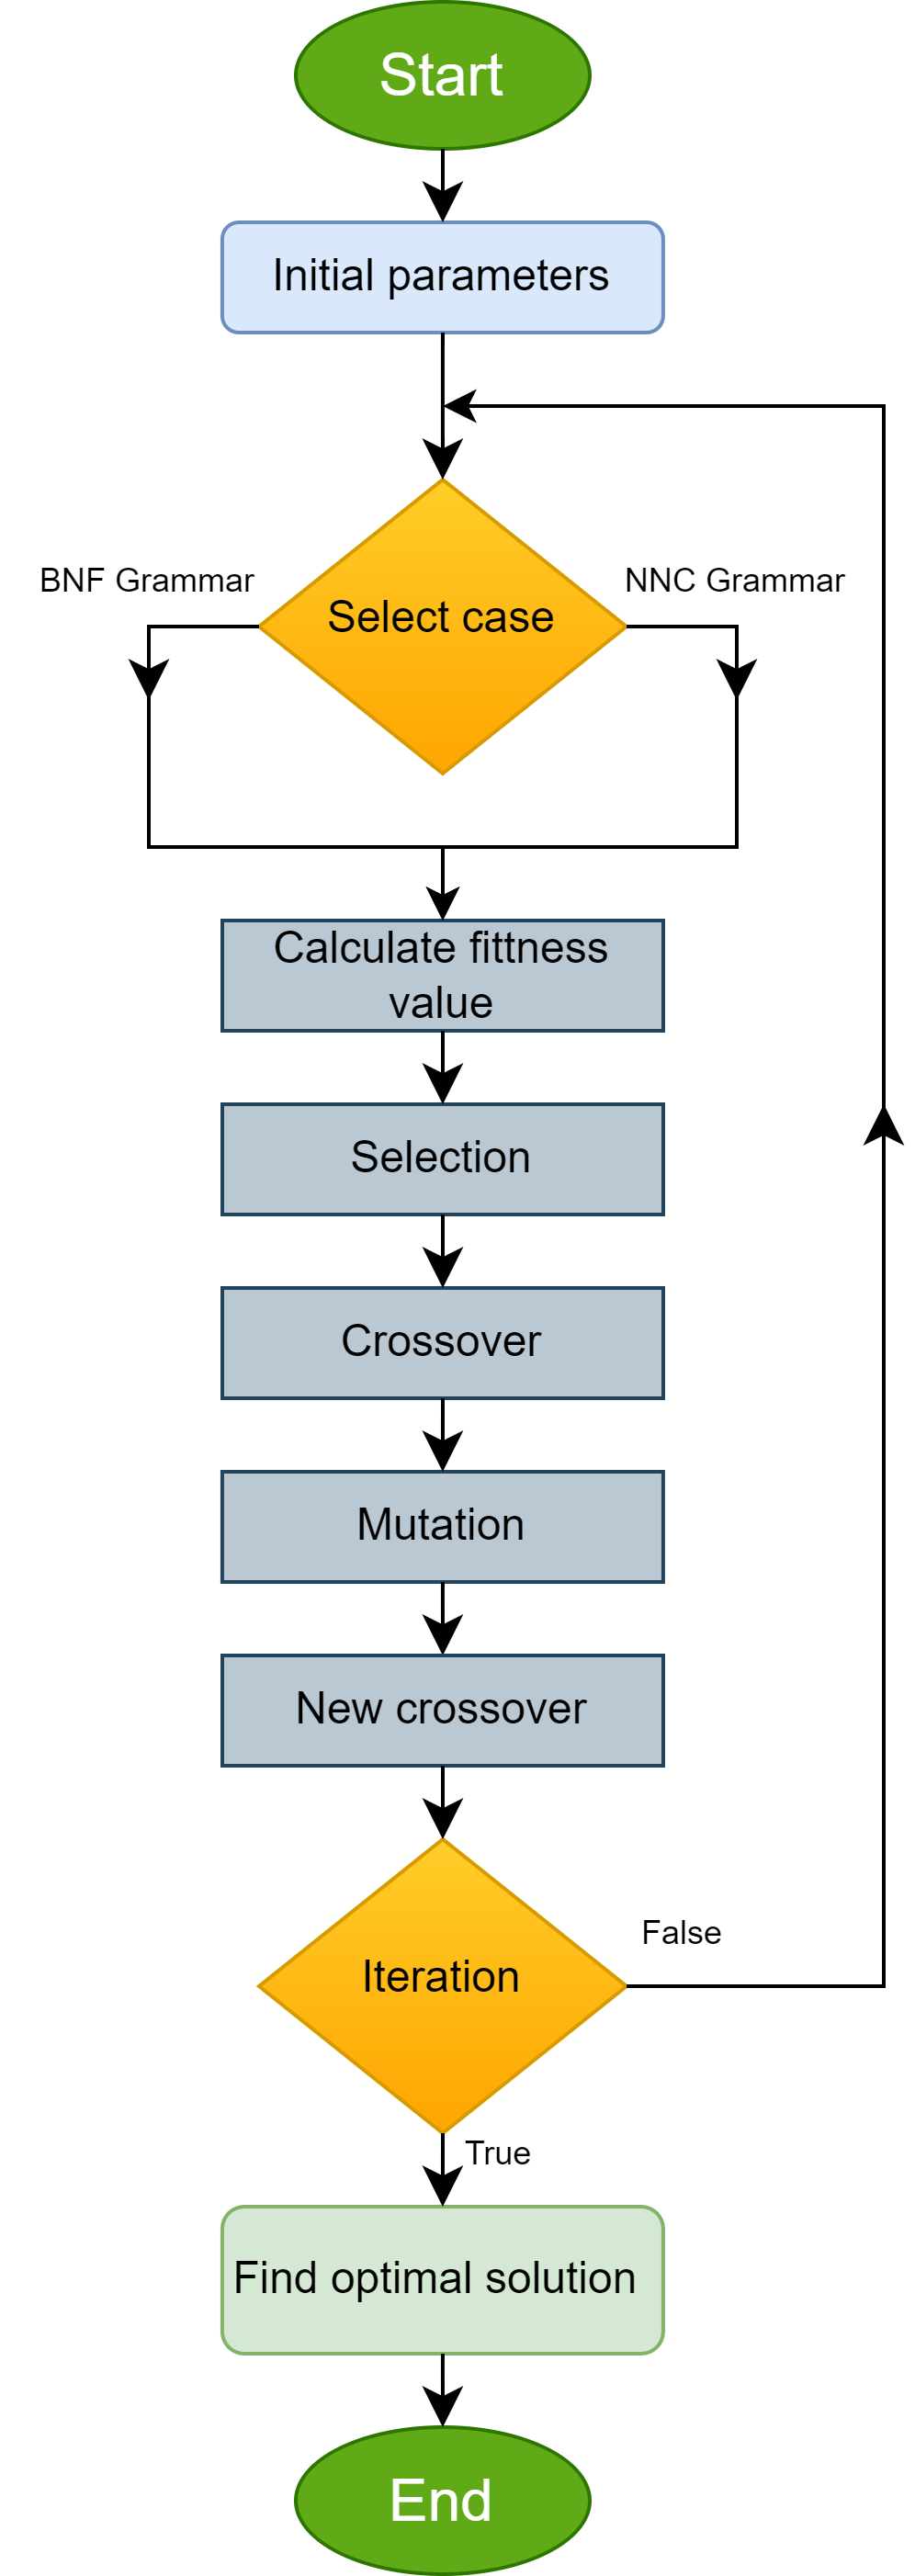 Start
Initial parameters
BNF Grammar
NNC Grammar
Select case
Calculate fittness
value
Selection
Crossover
Mutation
New crossover
False
Iteration
True
Find optimal solution
End